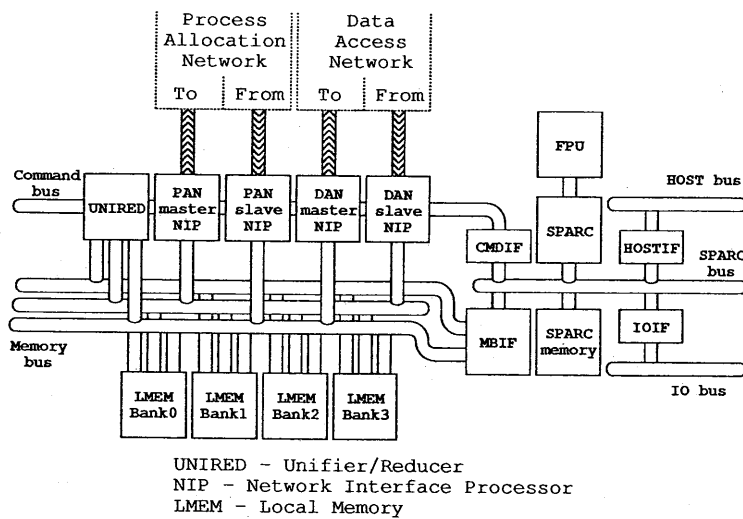 Process
Allocation
Network
To From
Data
Access
Network
To From
Command
bus
UNIRED
PAN
master
NIP
PAN
slave
NIP
DAN
master
NIP
DAN
slave
NIP
FPU
SPARC
CMDIF
HOST bus
HOSTIF
SPARC
bus
Memory
bus
MBIF
SPARC
memory
IOIF
IO bus
LMEM
Bank0
LMEM
Bank1
LMEM
Bank2
LMEM
Bank3
UNIRED - Unifier/Reducer
NIP - Network Interface Processor
LMEM - Local Memory